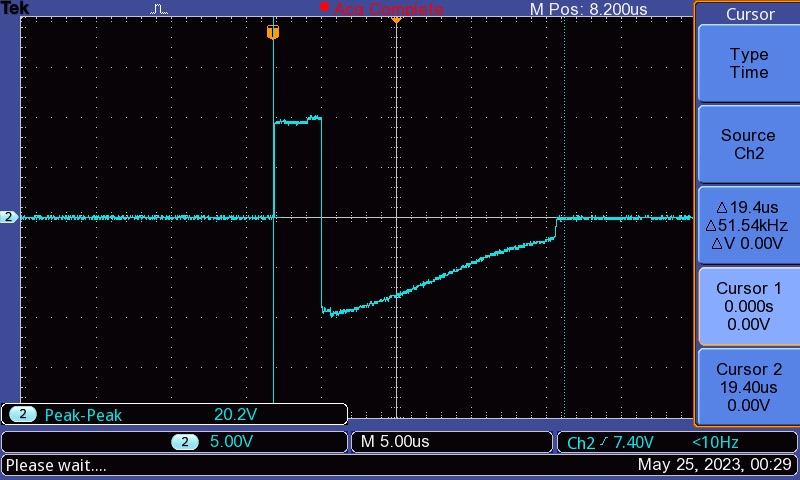 Tek
Acq Complete
M Pos: 8.200us
T
2
Cursor
Type
Time
Source
Ch2
Δ19.4us
Δ51.54kHz
ΔV 0.00V
Cursor 1
0.000s
0.00V
Cursor 2
19.40us
0.00V
2 Peak-Peak 20.2V
2 5.00V
M 5.00us
Ch2 7.40V <10Hz
Please wait....
May 25, 2023, 00:29